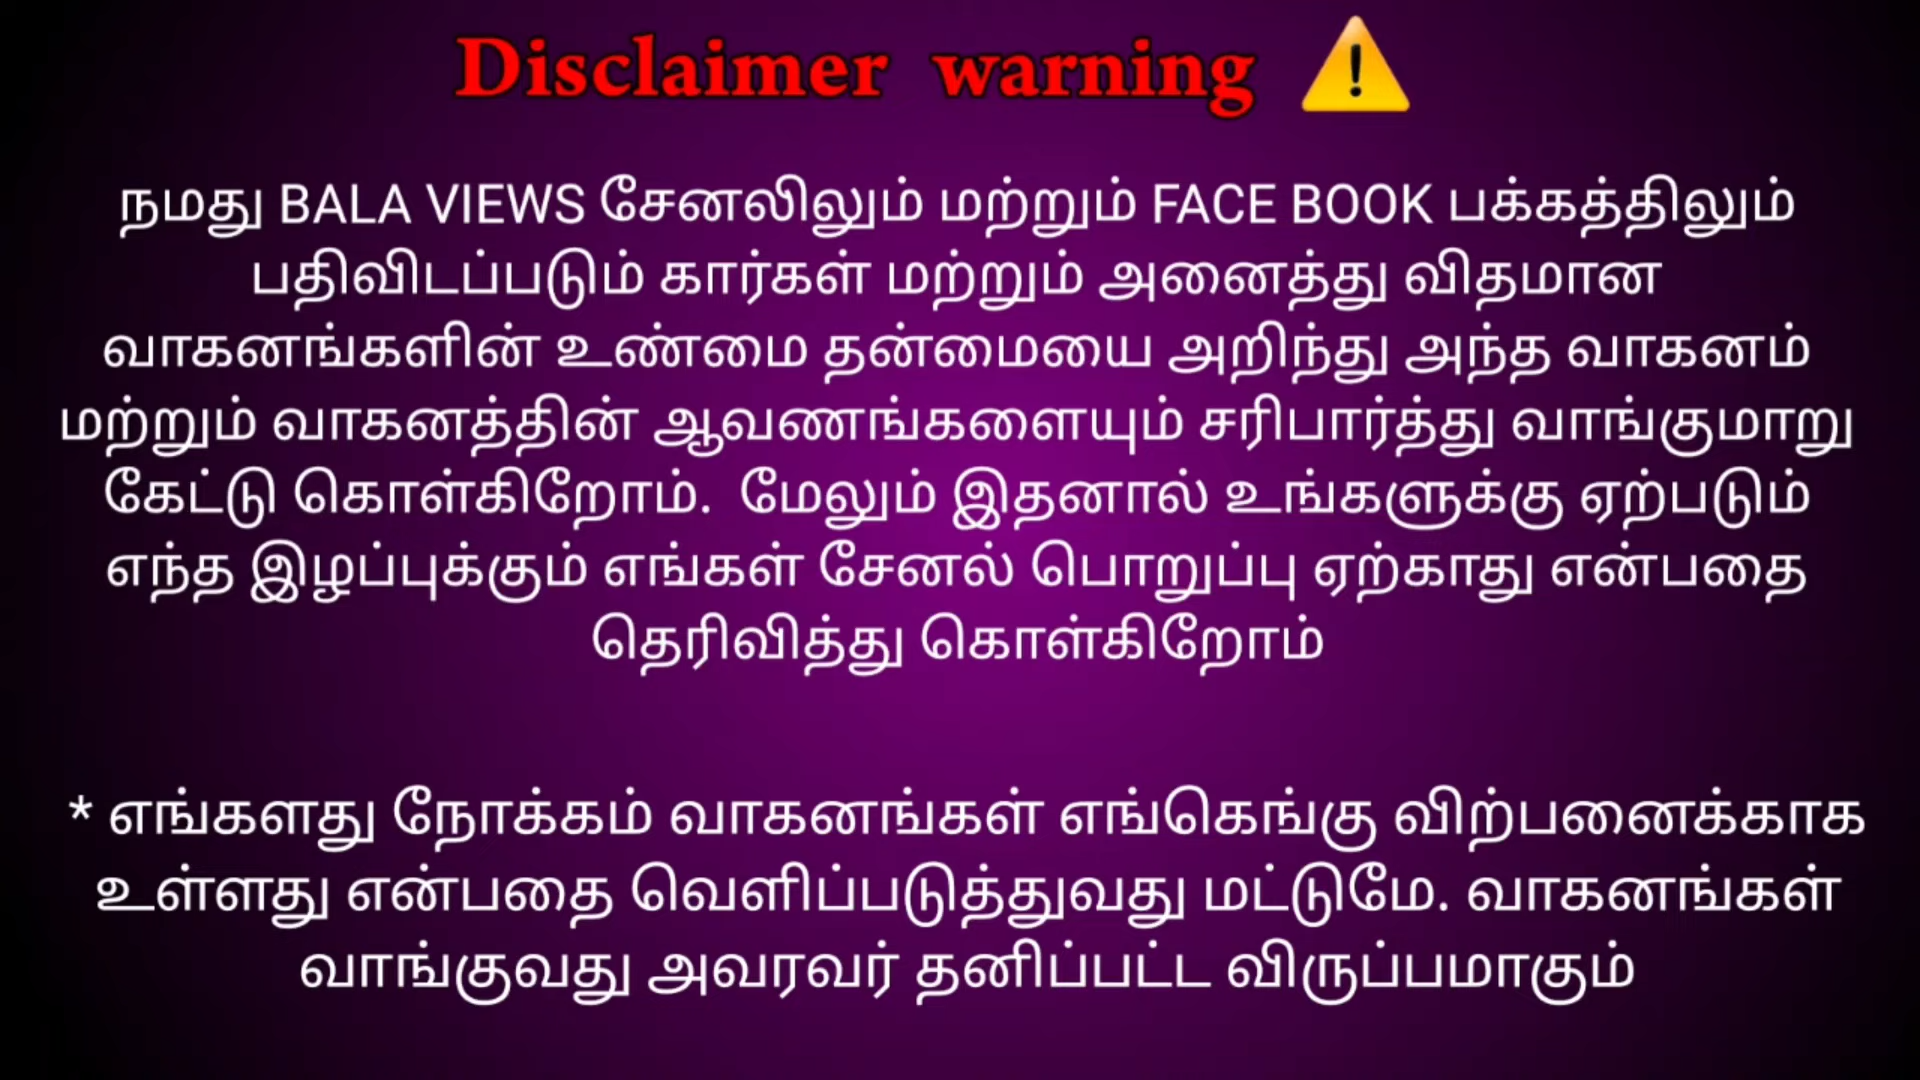 Disclaimer warning ⚠️
நமது BALA VIEWS சேனலிலும் மற்றும் FACE BOOK பக்கத்திலும்
பதிவிடப்படும் கார்கள் மற்றும் அனைத்து விதமான
வாகனங்களின் உண்மை தன்மையை அறிந்து அந்த வாகனம்
மற்றும் வாகனத்தின் ஆவணங்களையும் சரிபார்த்து வாங்குமாறு
கேட்டு கொள்கிறோம். மேலும் இதனால் உங்களுக்கு ஏற்படும்
எந்த இழப்புக்கும் எங்கள் சேனல் பொறுப்பு ஏற்காது என்பதை
தெரிவித்து கொள்கிறோம்
* எங்களது நோக்கம் வாகனங்கள் எங்கெங்கு விற்பனைக்காக
உள்ளது என்பதை வெளிப்படுத்துவது மட்டுமே. வாகனங்கள்
வாங்குவது அவரவர் தனிப்பட்ட விருப்பமாகும்